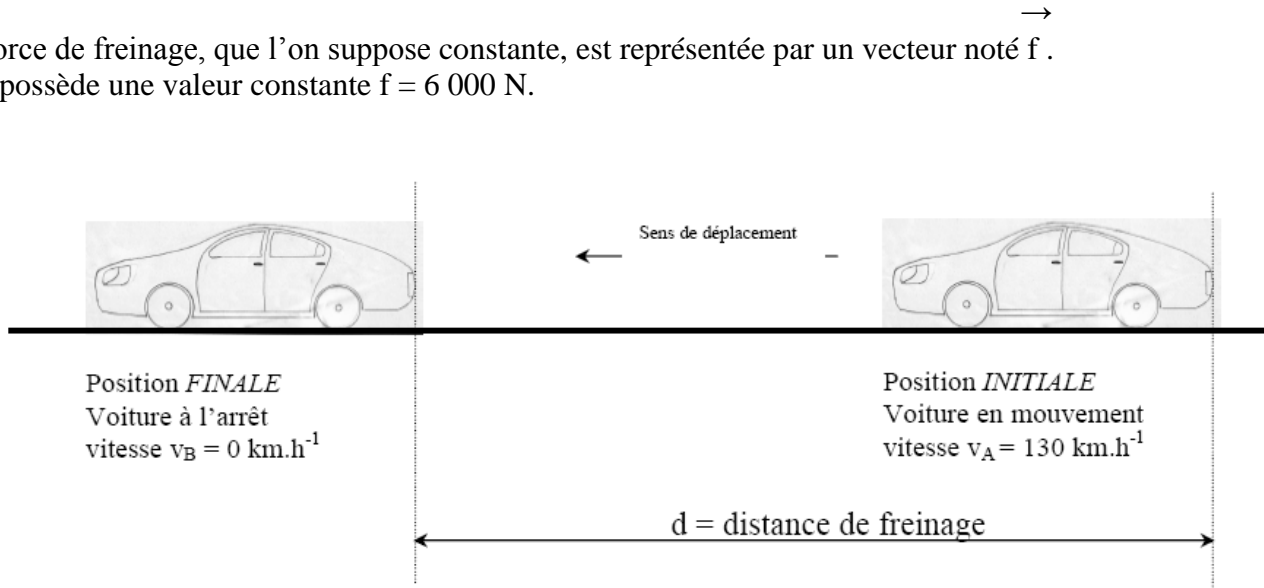 →
orce de freinage, que l’on suppose constante, est représentée par un vecteur noté f .
possède une valeur constante f = 6 000 N.
Sens de déplacement
Position FINALE
Voiture à l’arrêt
vitesse vB = 0 km.h-1
Position INITIALE
Voiture en mouvement
vitesse vA = 130 km.h-1
d = distance de freinage